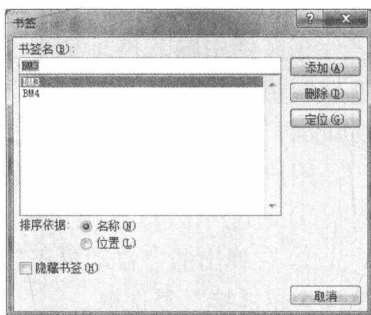 书签
书签名(B):
BM3
添加(A)
BM3
BM4
删除(D)
定位(G)
排序依据: 名称(N)
位置(L)
隐藏书签(H)
取消